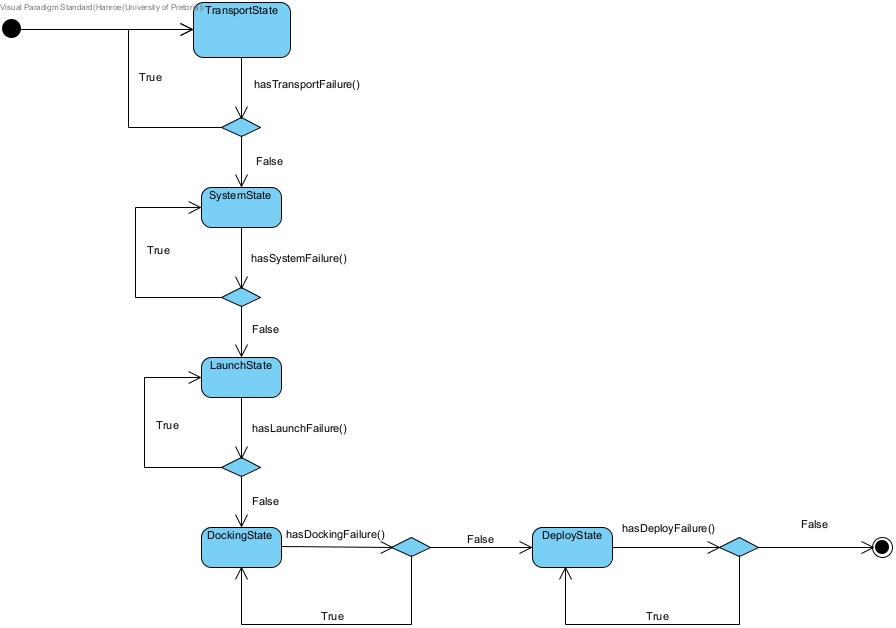 Visual Paradigm Standard(Hanroe(University of Pretoria))
TransportState
True
hasTransportFailure()
False
SystemState
True
hasSystemFailure()
False
LaunchState
True
hasLaunchFailure()
False
DockingState
hasDockingFailure()
False
DeployState
hasDeployFailure()
False
True
True